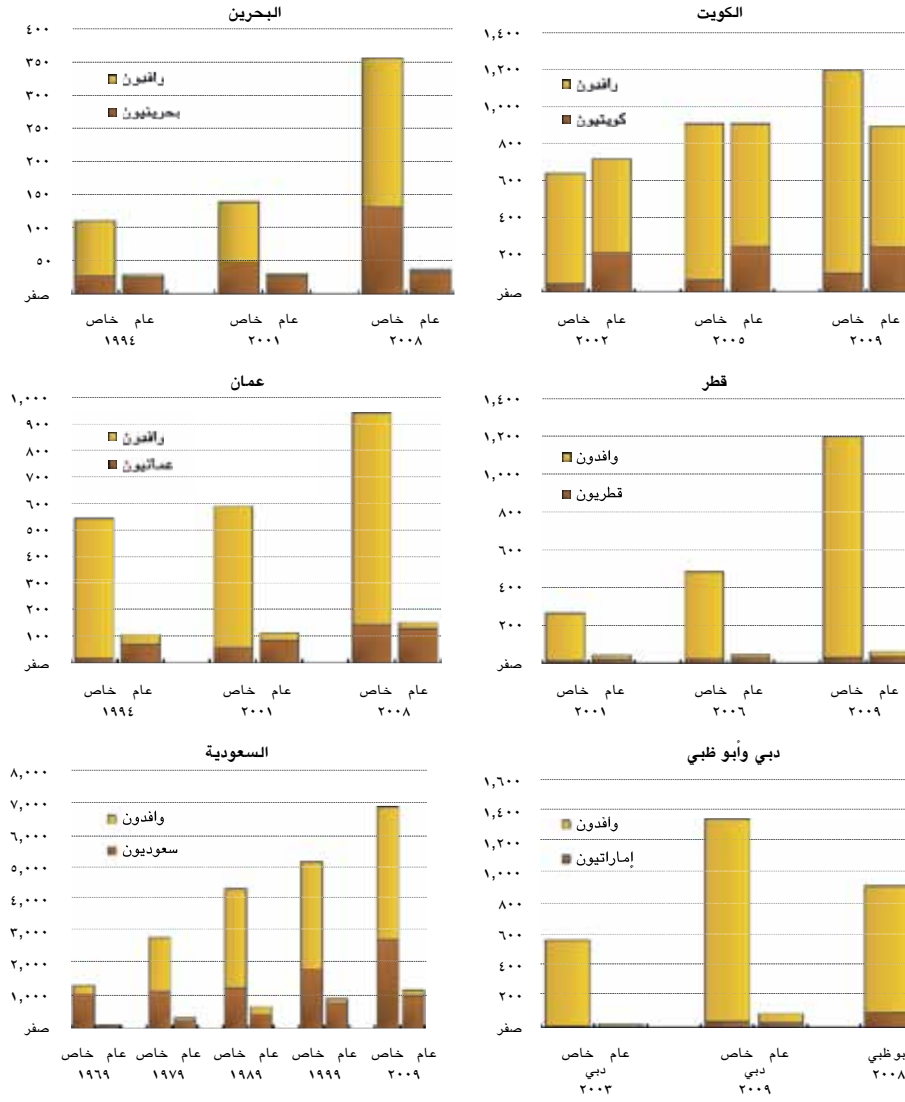 البحرين
٤٠٠
٣٥٠
٣٠٠
٢٥٠
٢٠٠
١٥٠
١٠٠
٥٠
صفر
وافدون
بحرينيون
خاص عام خاص عام خاص عام
١٩٩٤ ٢٠٠١ ٢٠٠٨
الكويت
١,٤٠٠
١,٢٠٠
١,٠٠٠
٨٠٠
٦٠٠
٤٠٠
٢٠٠
صفر
وافدون
كويتيون
خاص عام خاص عام خاص عام
٢٠٠٢ ٢٠٠٥ ٢٠٠٩
عمان
١,٠٠٠
٩٠٠
٨٠٠
٧٠٠
٦٠٠
٥٠٠
٤٠٠
٣٠٠
٢٠٠
١٠٠
صفر
وافدون
عمانيون
خاص عام خاص عام خاص عام
١٩٩٤ ٢٠٠١ ٢٠٠٨
قطر
١,٤٠٠
١,٢٠٠
١,٠٠٠
٨٠٠
٦٠٠
٤٠٠
٢٠٠
صفر
وافدون
قطريون
خاص عام خاص عام خاص عام
٢٠٠١ ٢٠٠٦ ٢٠٠٩
السعودية
٨,٠٠٠
٧,٠٠٠
٦,٠٠٠
٥,٠٠٠
٤,٠٠٠
٣,٠٠٠
٢,٠٠٠
١,٠٠٠
صفر
وافدون
سعوديون
خاص عام خاص عام خاص عام خاص عام خاص عام
١٩٦٩ ١٩٧٩ ١٩٨٩ ١٩٩٩ ٢٠٠٩
دبي وأبو ظبي
١,٦٠٠
١,٤٠٠
١,٢٠٠
١,٠٠٠
٨٠٠
٦٠٠
٤٠٠
٢٠٠
صفر
وافدون
إماراتيون
خاص عام خاص عام بو ظبي
دبي دبي ٢٠٠٨
٢٠٠٣ ٢٠٠٩